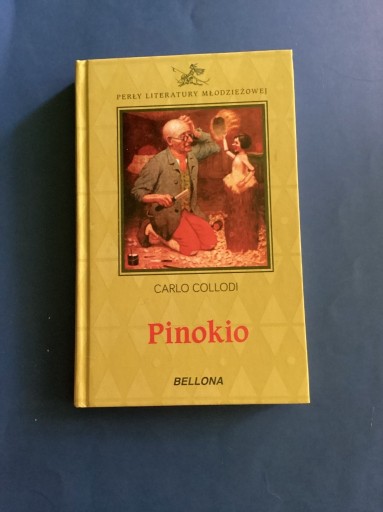 PERŁY LITERATURY MŁODZIEŻOWEJ
CARLO COLLODI
Pinokio
BELLONA